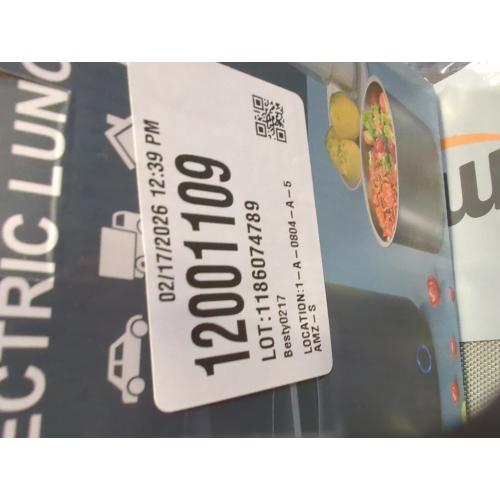 ECTRIC LUNC
02/17/2026 12:39 PM
12001109
LOT:1186074789
Besty0217
LOCATION:1-A-0804-A-5
AMZ-S